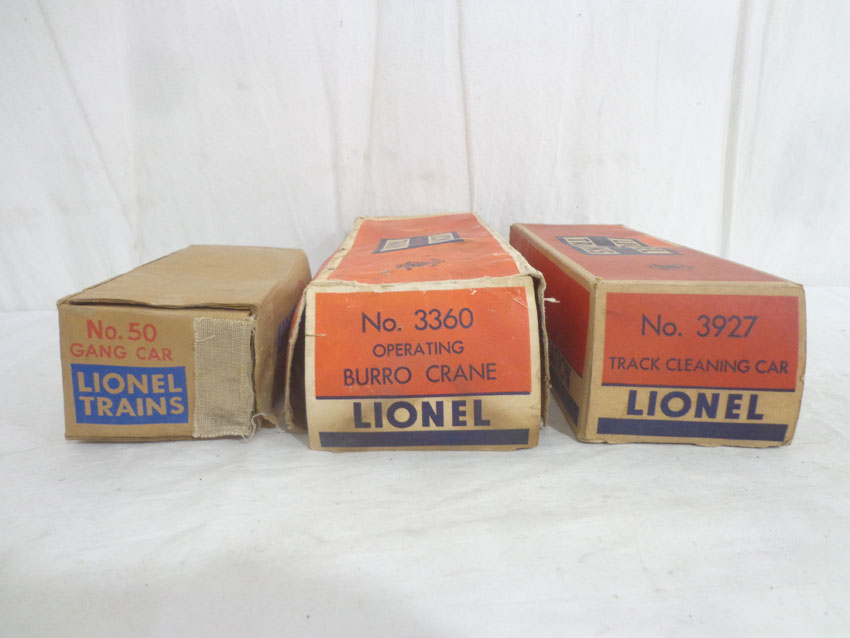 No. 50
GANG CAR
LIONEL
TRAINS
No. 3360
OPERATING
BURRO CRANE
LIONEL
No. 3927
TRACK CLEANING CAR
LIONEL